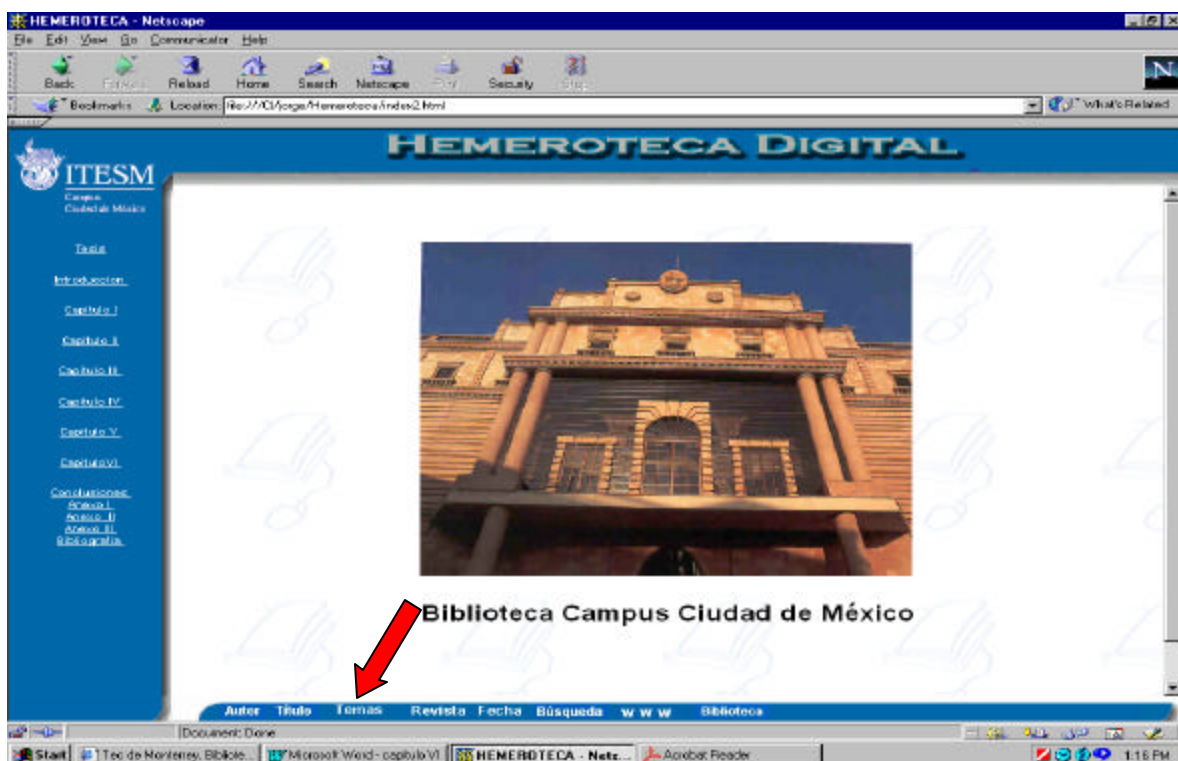 HEMEROTECA - Netscape
File Edit View Go Communicator Help
Back Forward Reload Home Search Netscape Print Security Stop
Bookmarks Location: file:///C|/jorge/Hemeroteca/index2.html What's Related
HEMEROTECA DIGITAL
ITESM
Campus
Ciudad de México
Tesis
Introduccion
Capitulo I
Capitulo II
Capitulo III
Capitulo IV
Capitulo V
Capitulo VI
Conclusiones
Anexo I
Anexo II
Anexo III
Bibliografia
Biblioteca Campus Ciudad de México
Autor Título Temas Revista Fecha Búsqueda w w w Biblioteca
Document: Done
Start Tec de Monterrey, Bibliote... Microsoft Word - capitulo VI HEMEROTECA - Nets... Acrobat Reader 1:16 PM